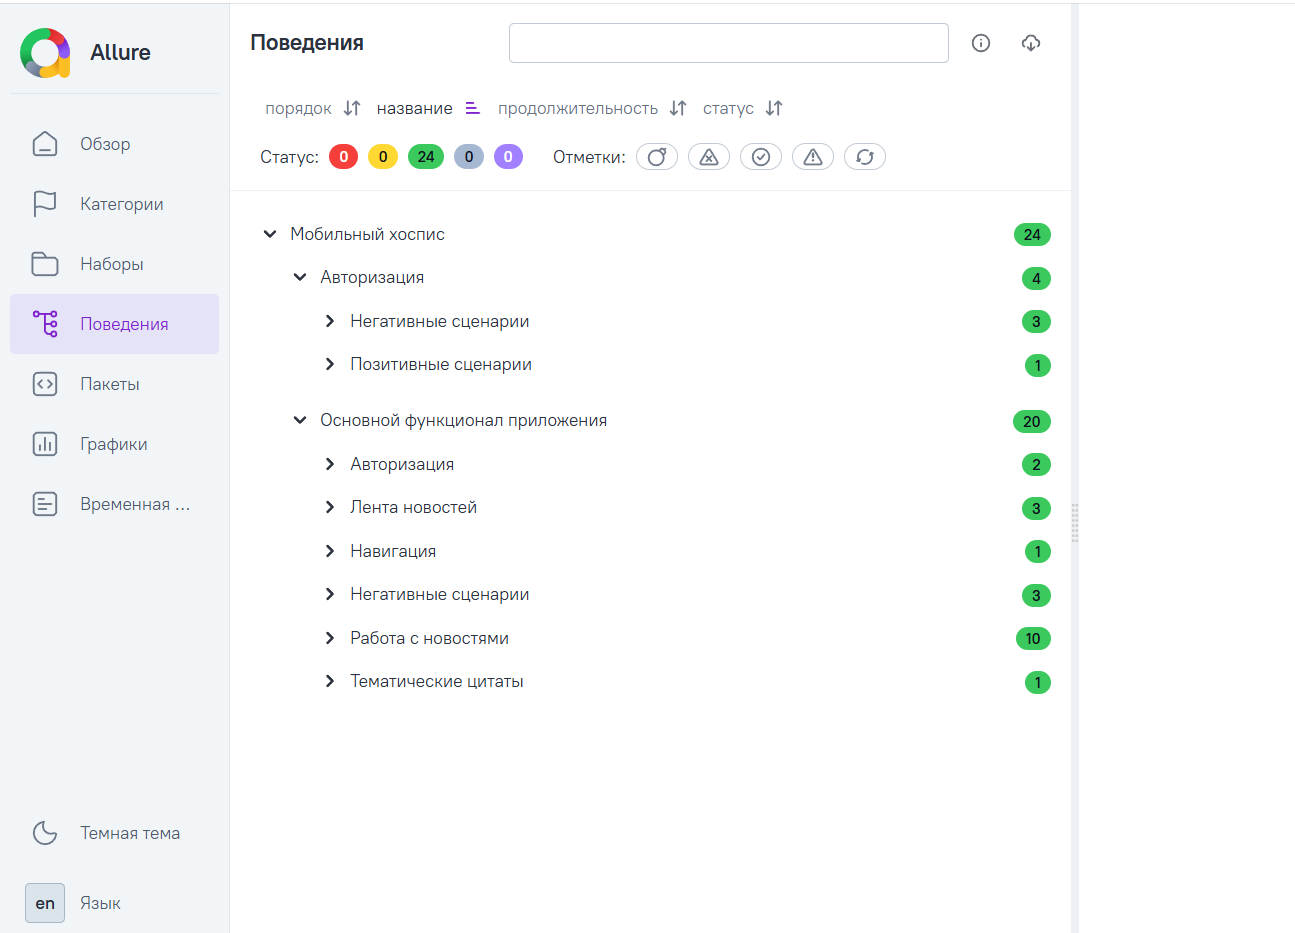 Allure
Обзор
Категории
Наборы
Поведения
Пакеты
Графики
Временная ...
Темная тема
en Язык
Поведения
порядок название продолжительность статус
Статус: 0 0 24 0 0 Отметки:
Мобильный хоспис 24
Авторизация 4
Негативные сценарии 3
Позитивные сценарии 1
Основной функционал приложения 20
Авторизация 2
Лента новостей 3
Навигация 1
Негативные сценарии 3
Работа с новостями 10
Тематические цитаты 1